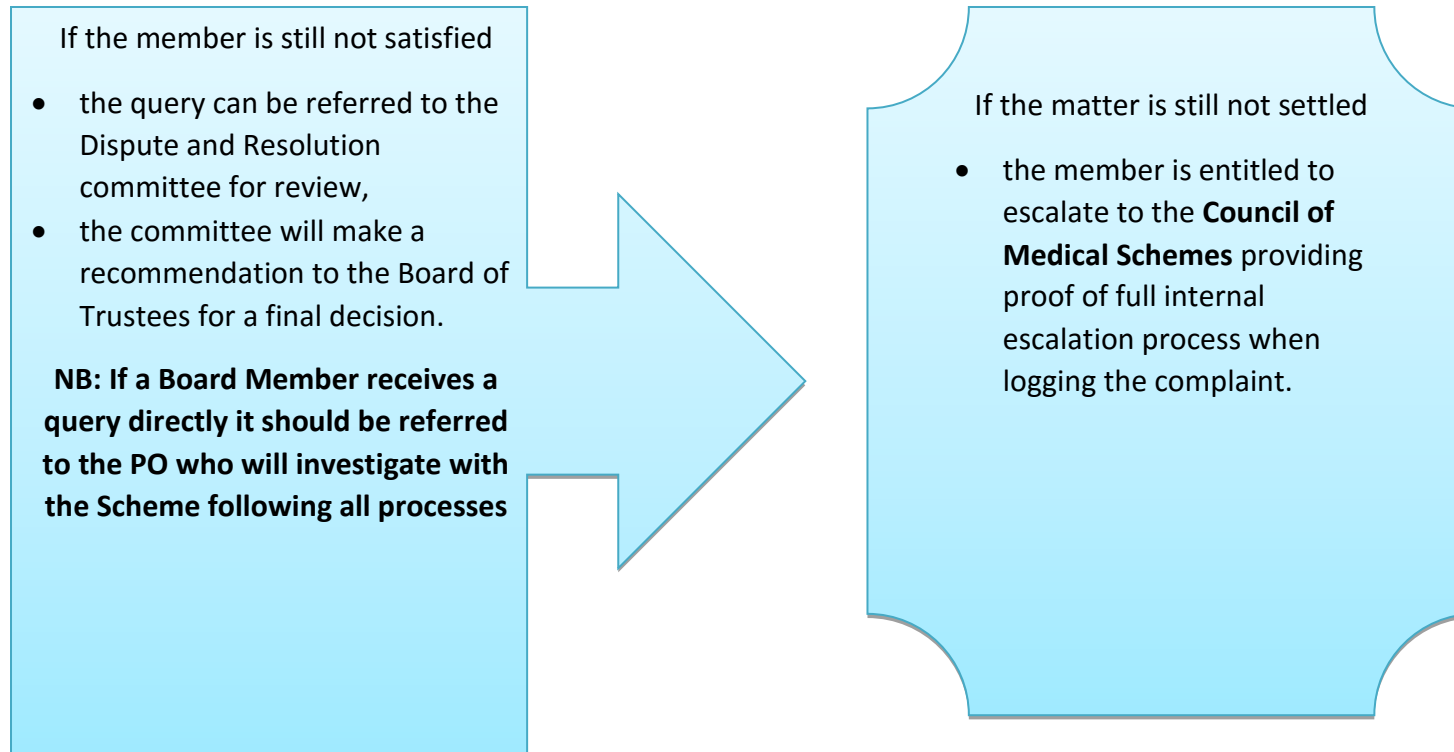 If the member is still not satisfied
• the query can be referred to the
Dispute and Resolution
committee for review,
• the committee will make a
recommendation to the Board of
Trustees for a final decision.
NB: If a Board Member receives a
query directly it should be referred
to the PO who will investigate with
the Scheme following all processes
If the matter is still not settled
• the member is entitled to
escalate to the Council of
Medical Schemes providing
proof of full internal
escalation process when
logging the complaint.